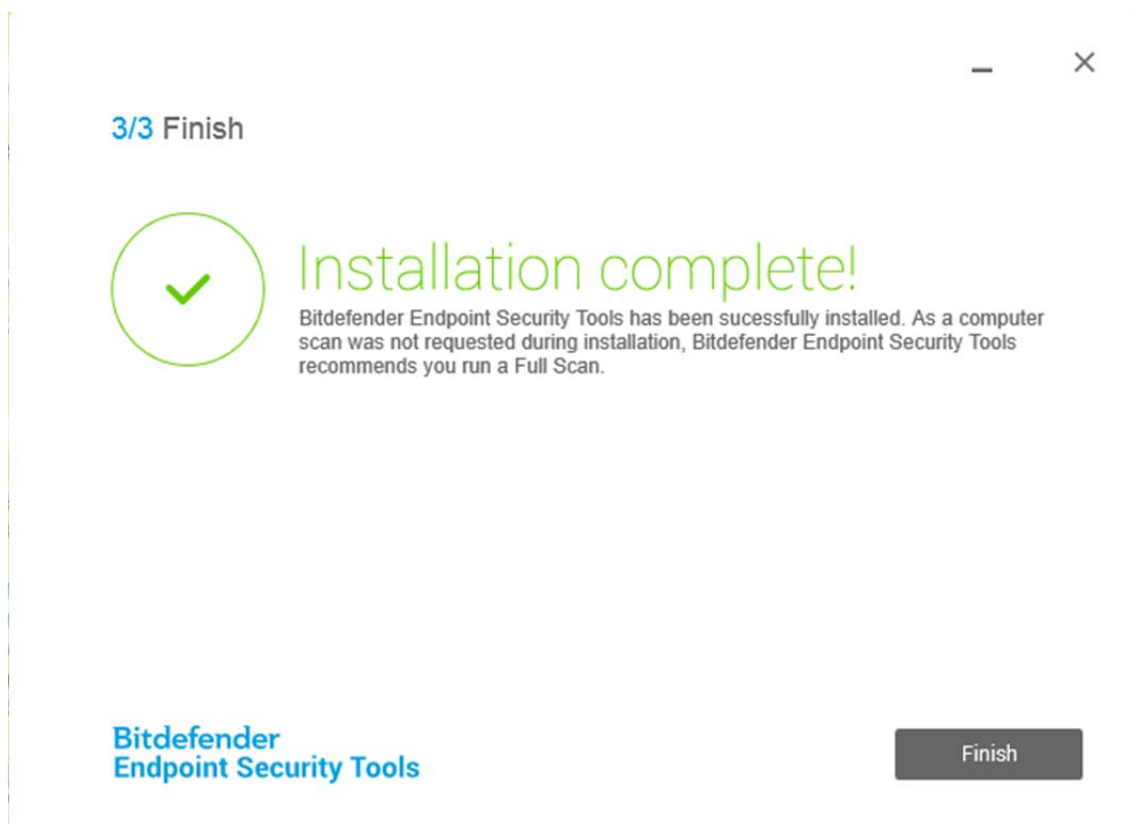 3/3 Finish
Installation complete!
Bitdefender Endpoint Security Tools has been sucessfully installed. As a computer
scan was not requested during installation, Bitdefender Endpoint Security Tools
recommends you run a Full Scan.
Bitdefender
Endpoint Security Tools
Finish